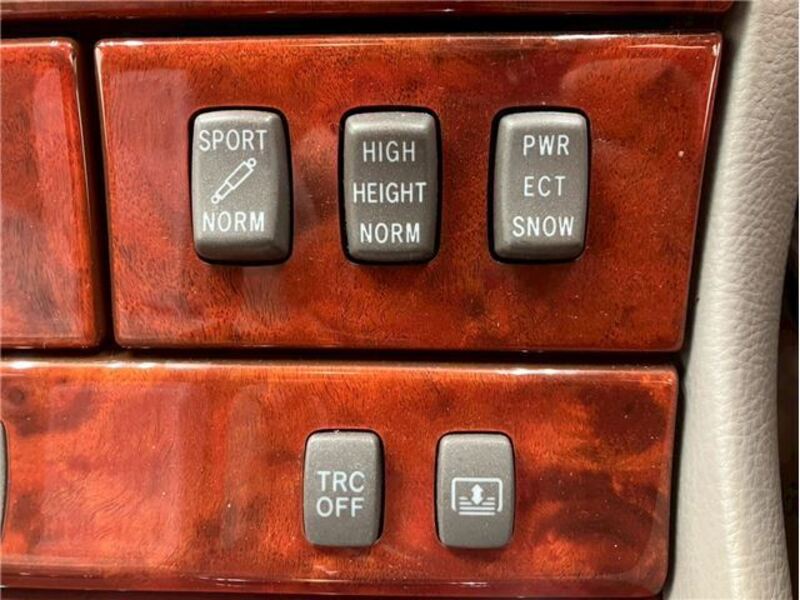 SPORT
NORM
HIGH
HEIGHT
NORM
PWR
ECT
SNOW
TRC
OFF